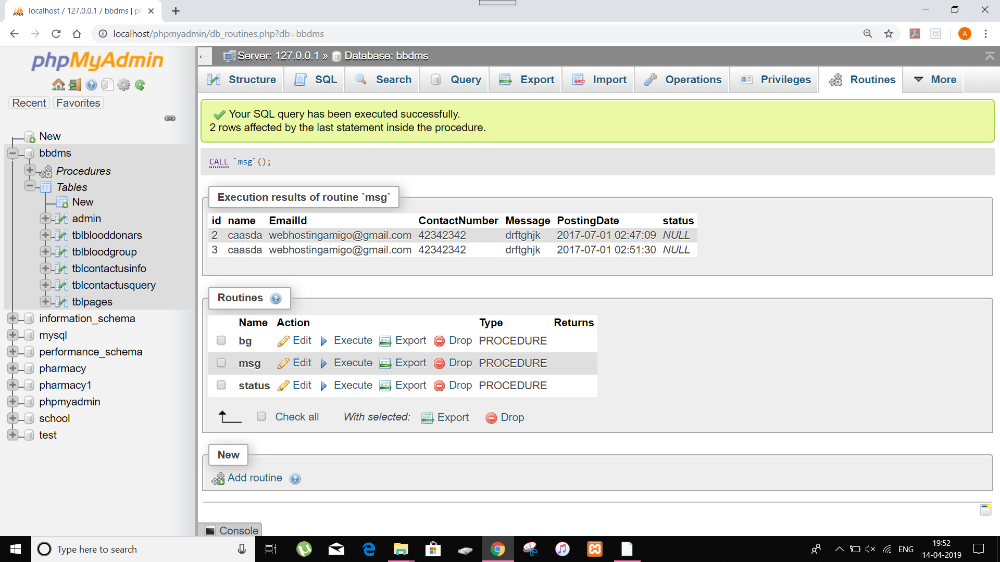 localhost / 127.0.0.1 / bbdms | ph
localhost/phpmyadmin/db_routines.php?db=bbdms
A
phpMyAdmin
Recent Favorites
New
bbdms
Procedures
Tables
New
admin
tblblooddonars
tblbloodgroup
tblcontactusinfo
tblcontactusquery
tblpages
information_schema
mysql
performance_schema
pharmacy
pharmacy1
phpmyadmin
school
test
Server: 127.0.0.1 » Database: bbdms
Structure SQL Search Query Export Import Operations Privileges Routines More
Your SQL query has been executed successfully.
2 rows affected by the last statement inside the procedure.
CALL `msg`();
Execution results of routine `msg`
id name EmailId ContactNumber Message PostingDate status
2 caasda webhostingamigo@gmail.com 42342342 drftghjk 2017-07-01 02:47:09 NULL
3 caasda webhostingamigo@gmail.com 42342342 drftghjk 2017-07-01 02:51:30 NULL
Routines
Name Action Type Returns
bg Edit Execute Export Drop PROCEDURE
msg Edit Execute Export Drop PROCEDURE
status Edit Execute Export Drop PROCEDURE
Check all With selected: Export Drop
New
Add routine
Console
Type here to search
ENG
19:52
14-04-2019